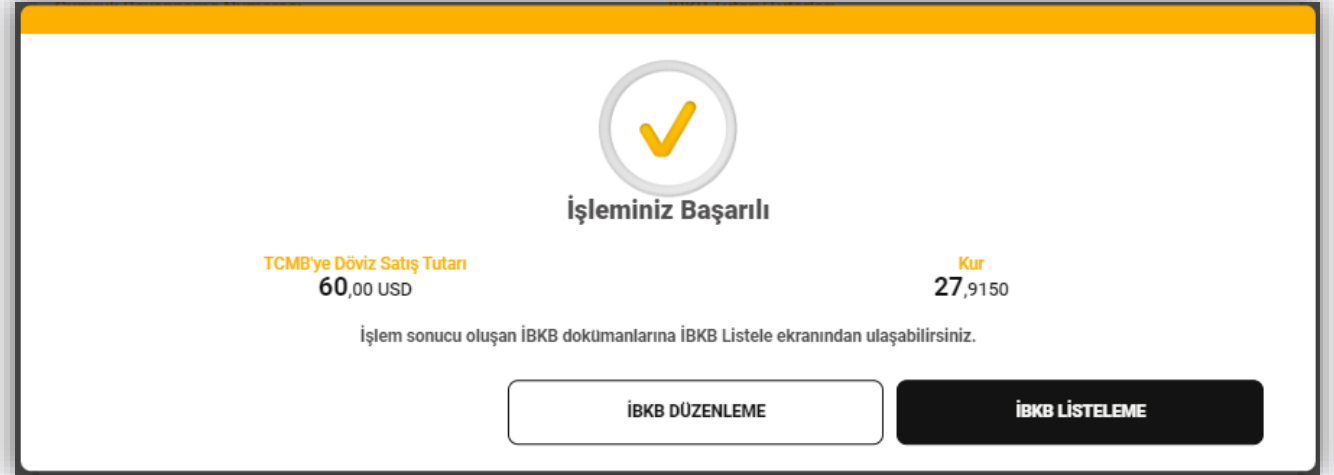 İşleminiz Başarılı
TCMB'ye Döviz Satış Tutarı
60,00 USD
Kur
27,9150
İşlem sonucu oluşan İBKB dokümanlarına İBKB Listele ekranından ulaşabilirsiniz.
İBKB DÜZENLEME
İBKB LİSTELEME